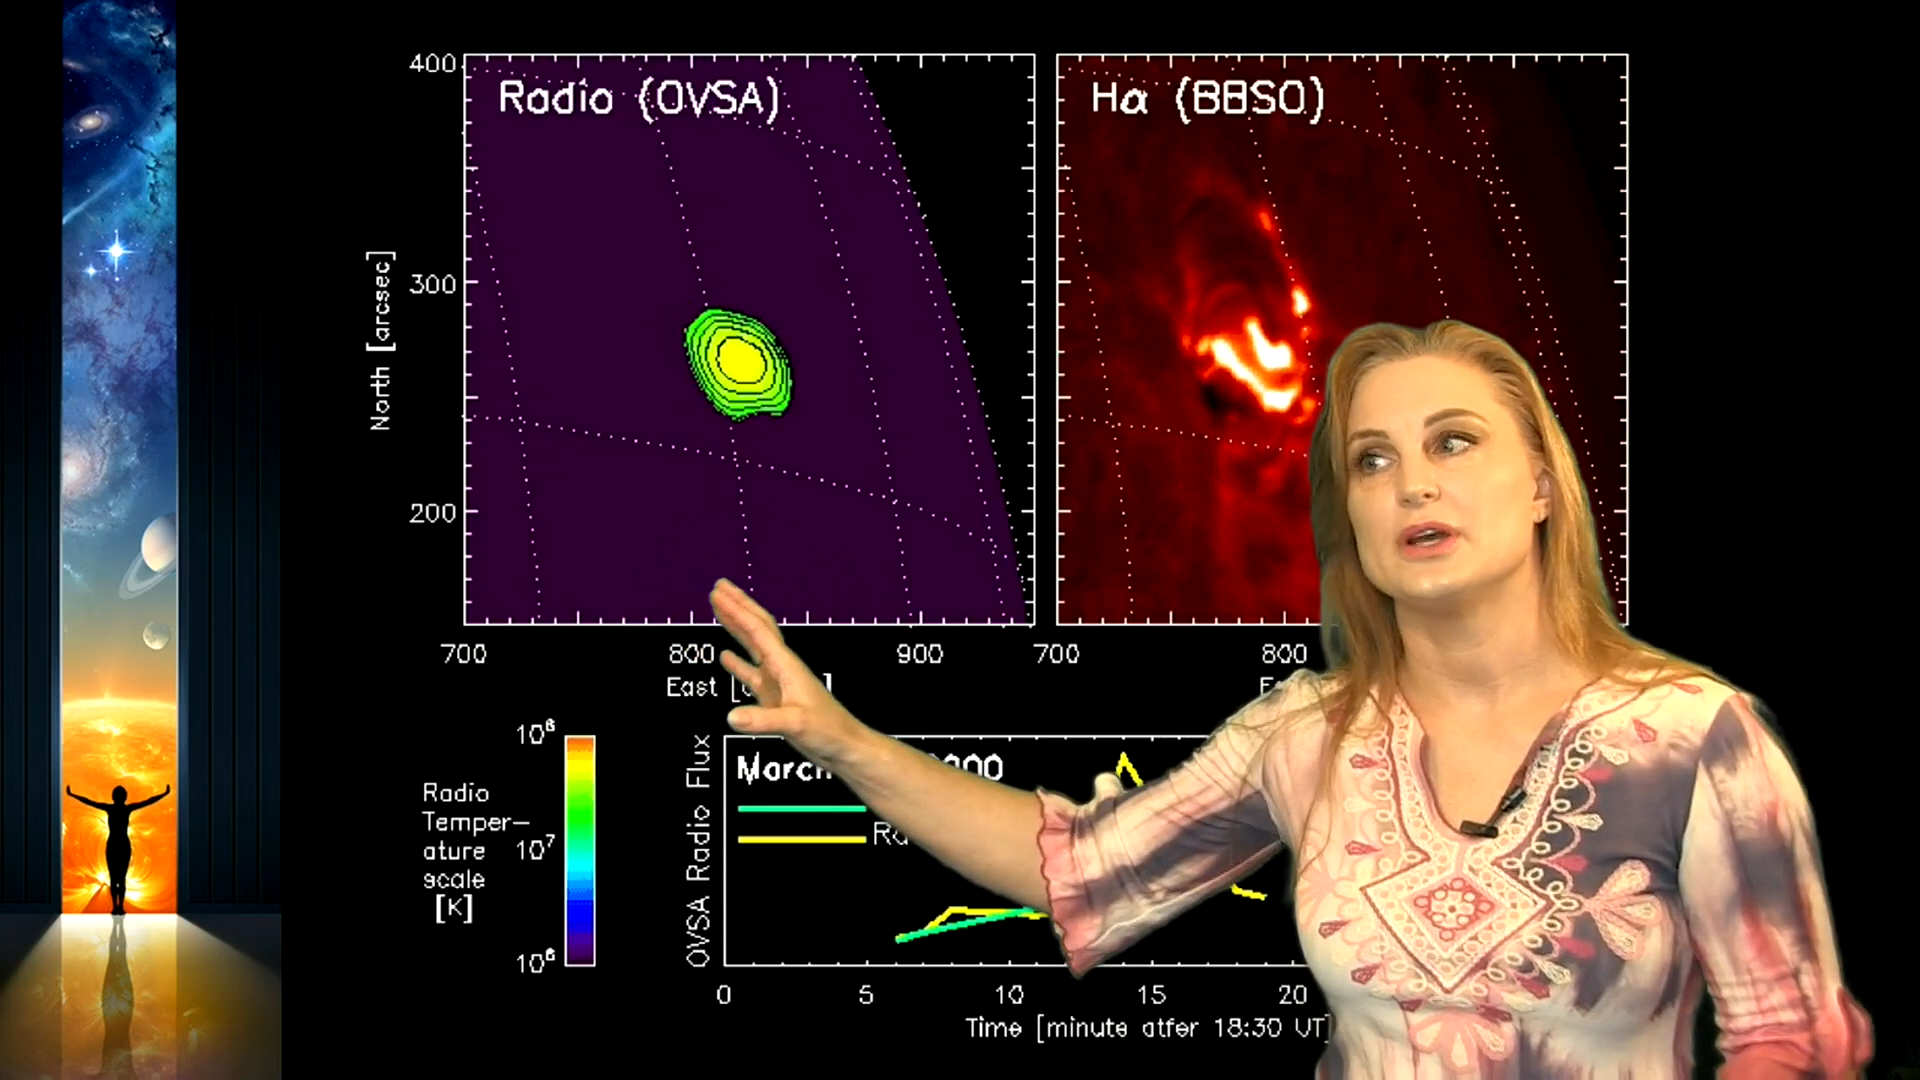 Radio (OVSA)
Hα (BBSO)
400
300
200
North [arcsec]
700
800
900
700
800
East [
]
10⁸
10⁷
10⁶
Radio
Temper–
ature
scale
[K]
OVSA Radio Flux
March
000
0
5
10
15
20
Time [minute atfer 18:30 UT]